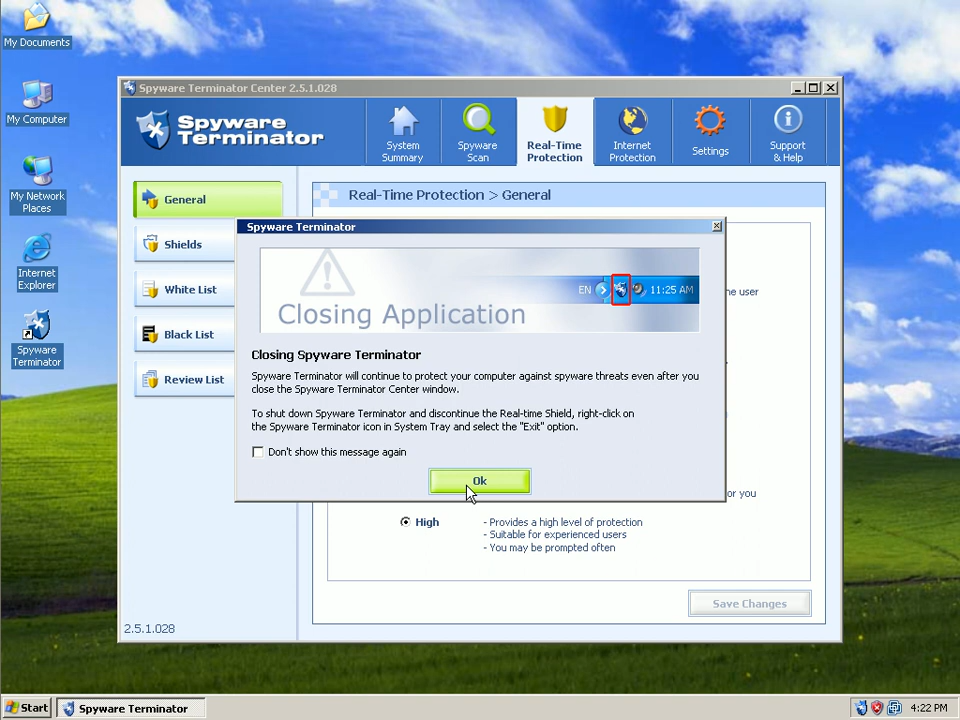 My Documents
My Computer
My Network
Places
Internet
Explorer
Spyware
Terminator
Spyware Terminator Center 2.5.1.028
Spyware
Terminator
System
Summary
Spyware
Scan
Real-Time
Protection
Internet
Protection
Settings
Support
& Help
General
Shields
White List
Black List
Review List
2.5.1.028
Real-Time Protection > General
he user
Spyware Terminator
EN
11:25 AM
Closing Application
Closing Spyware Terminator
Spyware Terminator will continue to protect your computer against spyware threats even after you
close the Spyware Terminator Center window.
To shut down Spyware Terminator and discontinue the Real-time Shield, right-click on
the Spyware Terminator icon in System Tray and select the "Exit" option.
Don't show this message again
Ok
or you
High
- Provides a high level of protection
- Suitable for experienced users
- You may be prompted often
Save Changes
Start
Spyware Terminator
4:22 PM